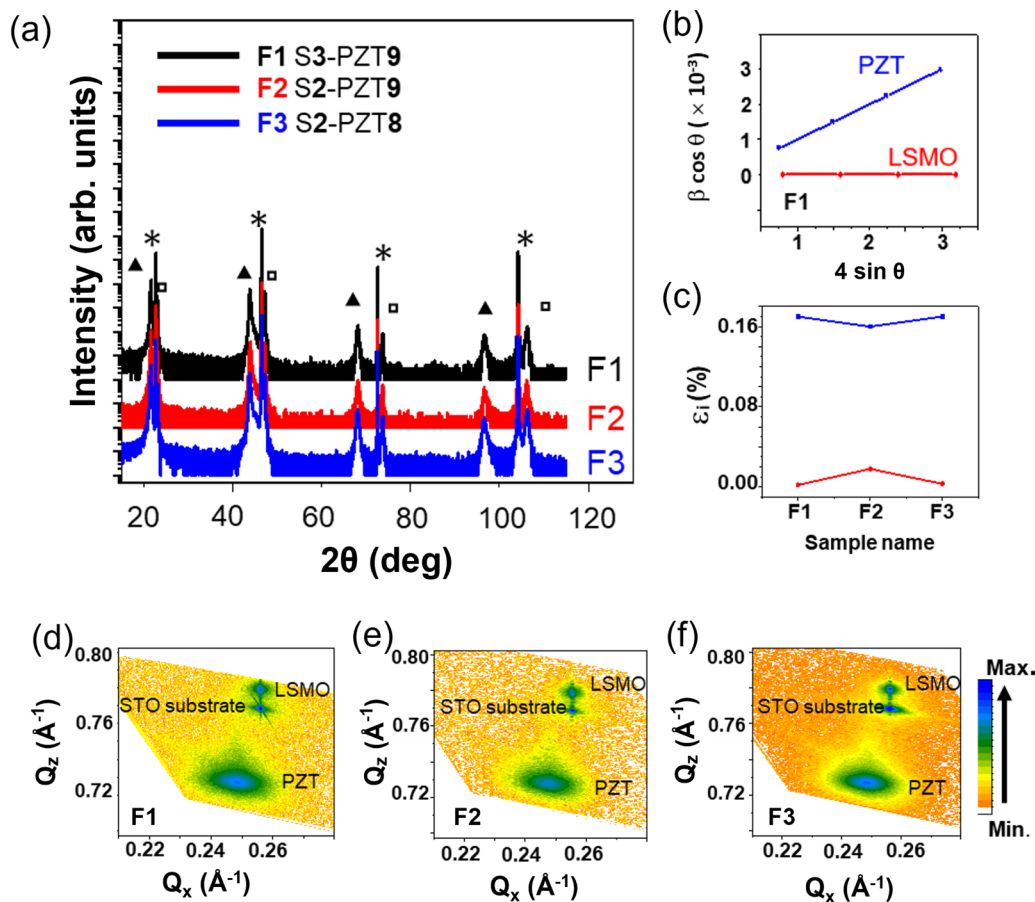 (a)
F1 S3-PZT9
F2 S2-PZT9
F3 S2-PZT8
Intensity (arb. units)
F1
F2
F3
20 40 60 80 100 120
2θ (deg)
(b)
PZT
LSMO
F1
3
2
1
0
β cos θ ( × 10⁻³)
1 2 3
4 sin θ
(c)
0.16
0.08
0.00
εi (%)
F1 F2 F3
Sample name
(d)
0.80
0.76
0.72
Qz (Å⁻¹)
LSMO
STO substrate
PZT
F1
0.22 0.24 0.26
Qx (Å⁻¹)
(e)
0.80
0.76
0.72
Qz (Å⁻¹)
LSMO
STO substrate
PZT
F2
0.22 0.24 0.26
Qx (Å⁻¹)
(f)
0.80
0.76
0.72
Qz (Å⁻¹)
LSMO
STO substrate
PZT
F3
0.22 0.24 0.26
Qx (Å⁻¹)
Max.
Min.